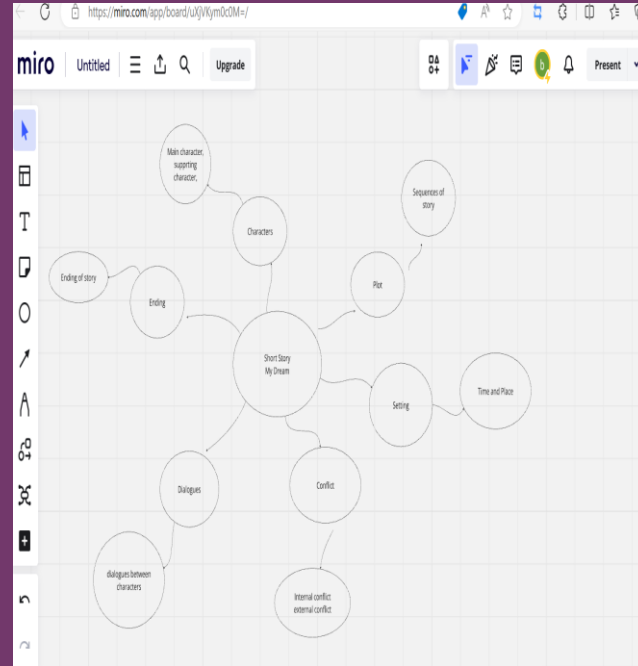 https://miro.com/app/board/uXjVKym0c0M=/
miro
Untitled
Upgrade
b
Present
T
Main character,
supprting
character,
Sequences of
story
Characters
Ending of story
Plot
Ending
Short Story
My Dream
Time and Place
Setting
Dialogues
Conflict
dialogues between
characters
Internal conflict
external conflict